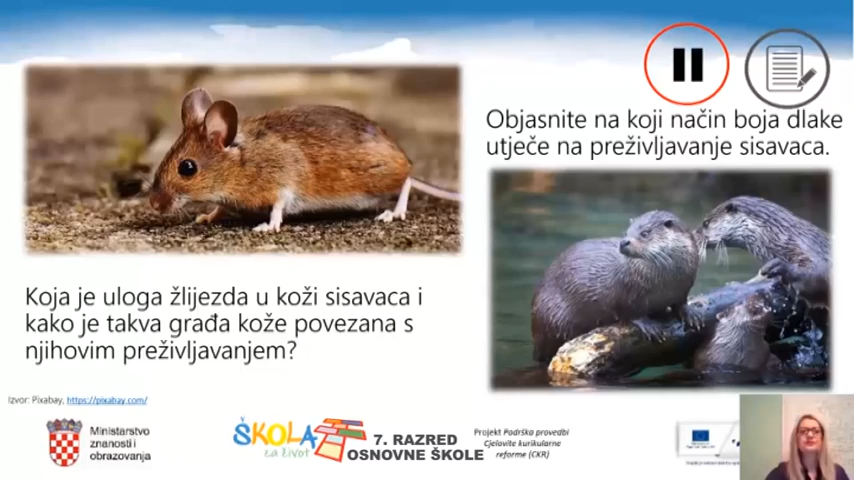 Objasnite na koji način boja dlake
utječe na preživljavanje sisavaca.
Koja je uloga žlijezda u koži sisavaca i
kako je takva građa kože povezana s
njihovim preživljavanjem?
Izvor: Pixabay, https://pixabay.com/
Ministarstvo
znanosti i
obrazovanja
ŠKOLA
za život
7. RAZRED
OSNOVNE ŠKOLE
Projekt Podrška provedbi
Cjelovite kurikularne
reforme (CKR)